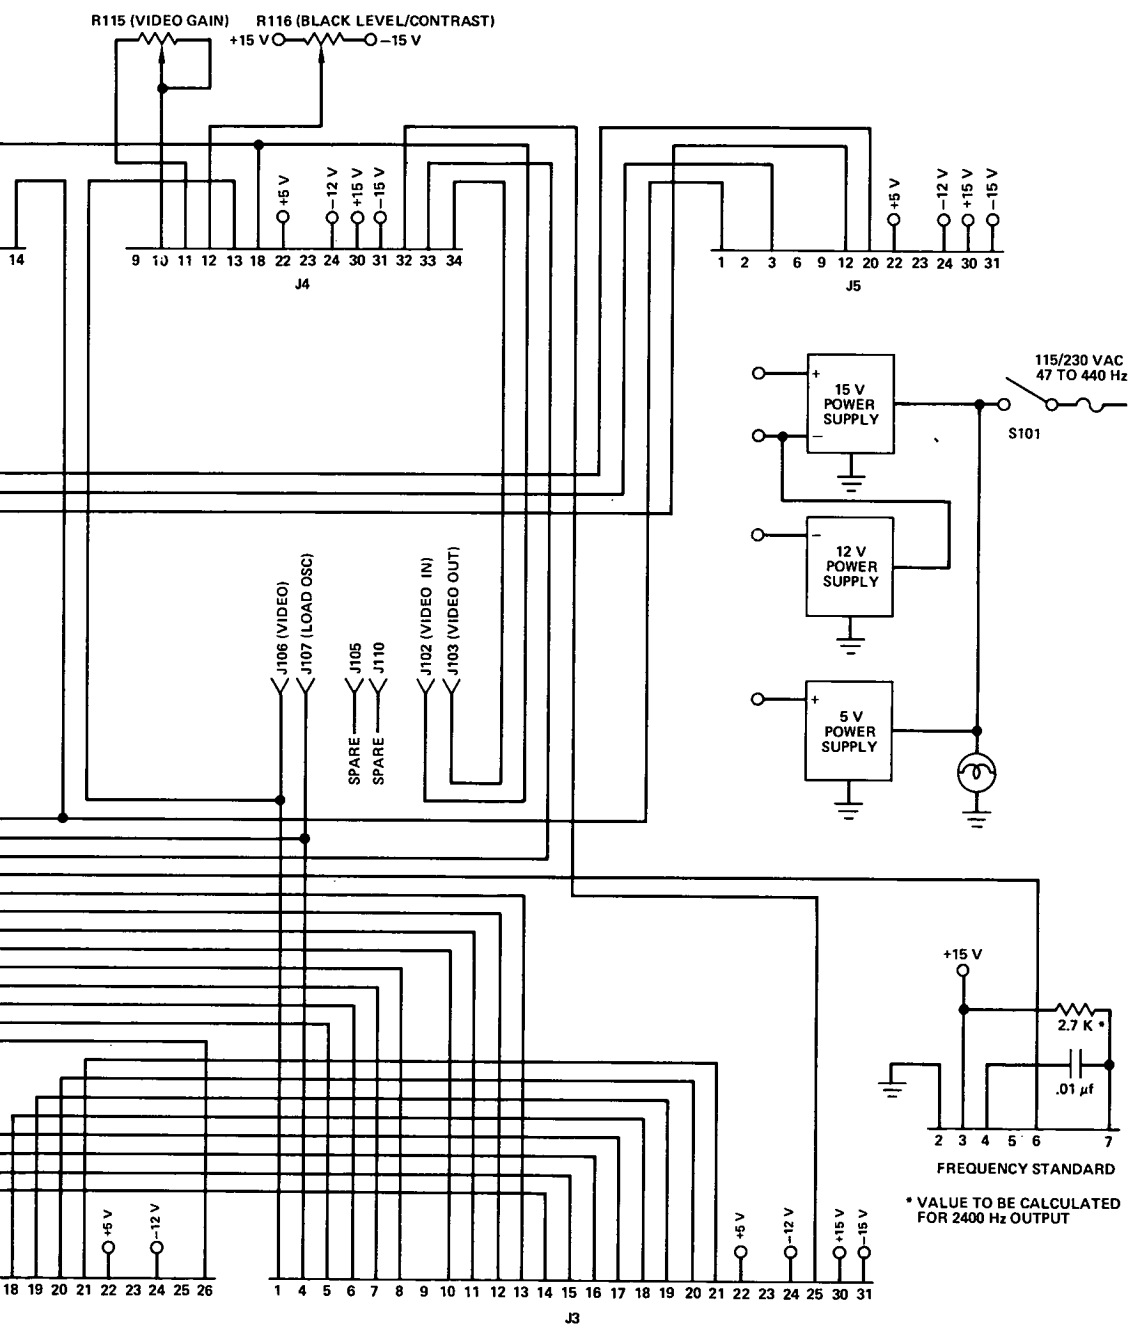 R115 (VIDEO GAIN) R116 (BLACK LEVEL/CONTRAST)
+15 V -15 V
+5 V -12 V +15 V -15 V
+5 V -12 V +15 V -15 V
14
9 10 11 12 13 18 22 23 24 30 31 32 33 34
J4
1 2 3 6 9 12 20 22 23 24 30 31
J5
115/230 VAC
47 TO 440 Hz
S101
+
15 V
POWER
SUPPLY
−
−
12 V
POWER
SUPPLY
+
5 V
POWER
SUPPLY
J106 (VIDEO)
J107 (LOAD OSC)
J105
J110
J102 (VIDEO IN)
J103 (VIDEO OUT)
SPARE
SPARE
+15 V
2.7 K *
.01 µf
2 3 4 5 6 7
FREQUENCY STANDARD
* VALUE TO BE CALCULATED
FOR 2400 Hz OUTPUT
+5 V -12 V
+5 V -12 V +15 V -15 V
18 19 20 21 22 23 24 25 26
1 4 5 6 7 8 9 10 11 12 13 14 15 16 17 18 19 20 21 22 23 24 25 30 31
J3